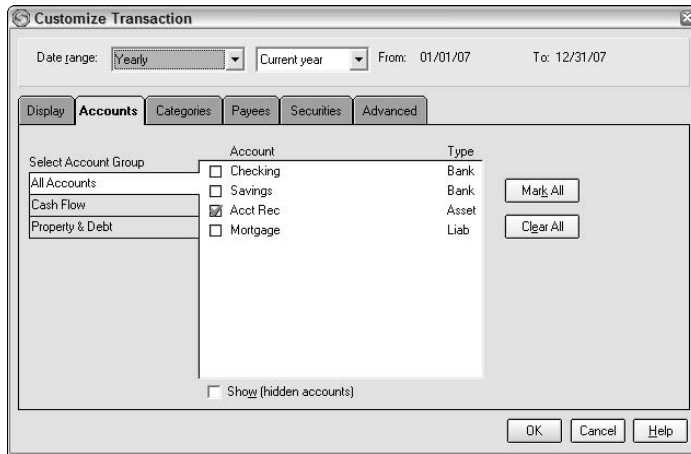 Customize Transaction
Date range: Yearly Current year From: 01/01/07 To: 12/31/07
Display Accounts Categories Payees Securities Advanced
Select Account Group
All Accounts
Cash Flow
Property & Debt
Account Type
Checking Bank
Savings Bank
Acct Rec Asset
Mortgage Liab
Mark All
Clear All
Show (hidden accounts)
OK Cancel Help